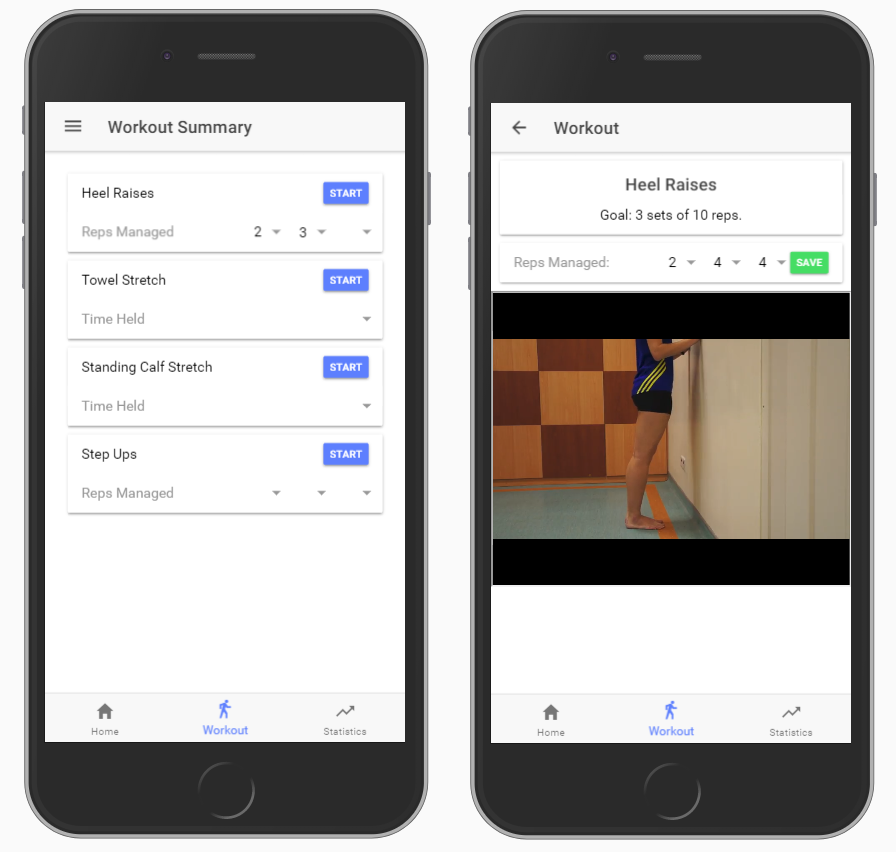 Workout Summary
Heel Raises START
Reps Managed 2 3
Towel Stretch START
Time Held
Standing Calf Stretch START
Time Held
Step Ups START
Reps Managed
Home Workout Statistics
Workout
Heel Raises
Goal: 3 sets of 10 reps.
Reps Managed: 2 4 4 SAVE
Home Workout Statistics